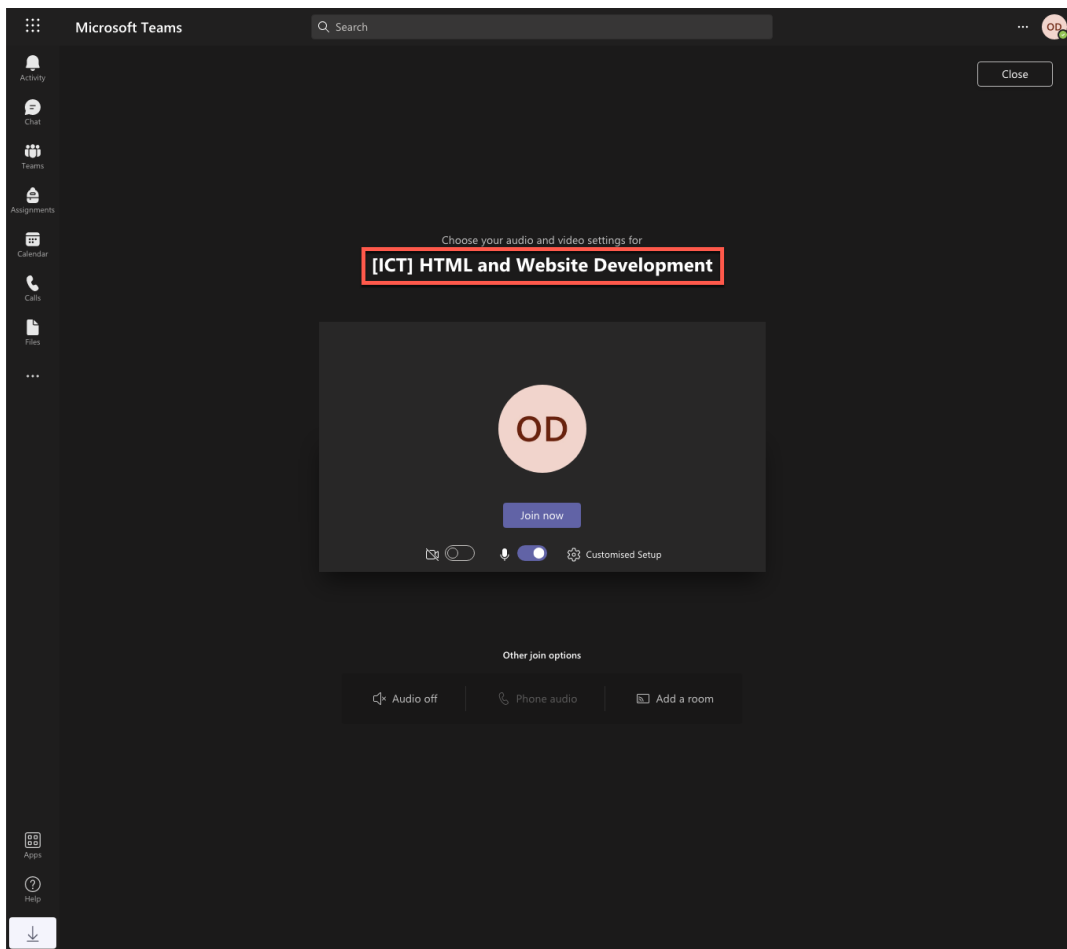 Microsoft Teams
Search
OD
Activity
Chat
Teams
Assignments
Calendar
Calls
Files
Close
Choose your audio and video settings for
[ICT] HTML and Website Development
OD
Join now
Customised Setup
Other join options
Audio off
Phone audio
Add a room
Apps
Help